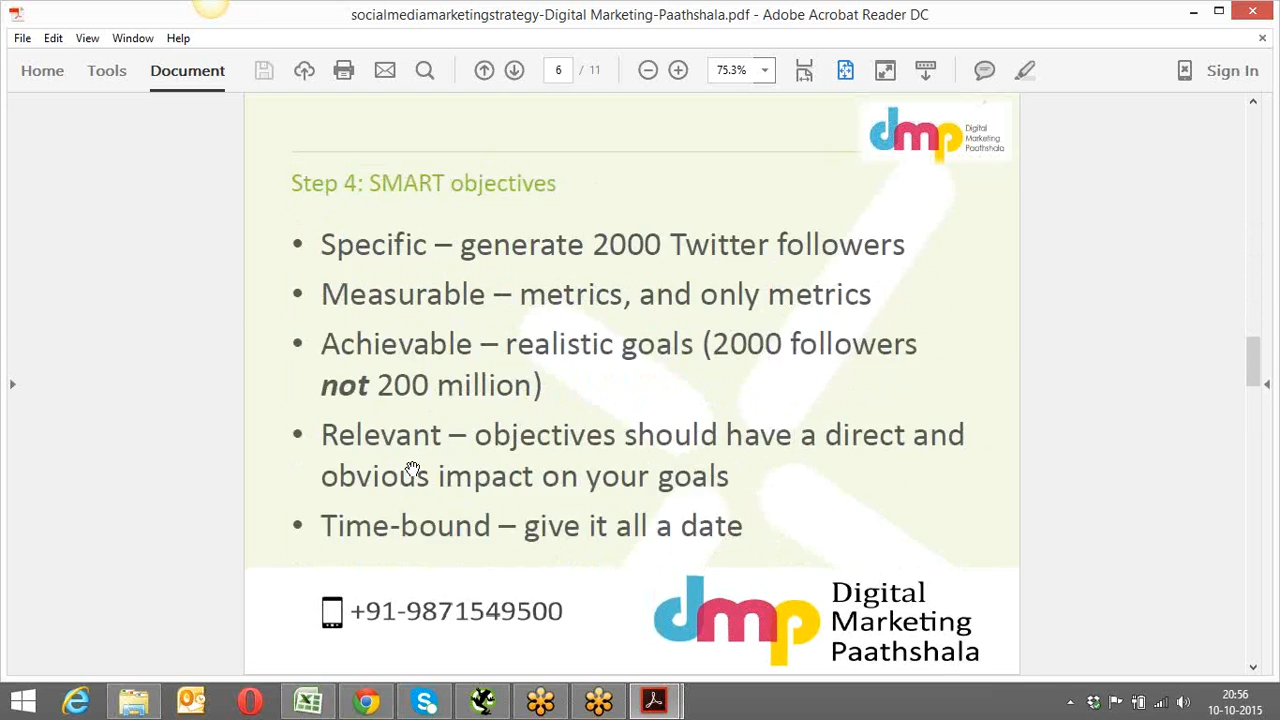 socialmediamarketingstrategy-Digital Marketing-Paathshala.pdf - Adobe Acrobat Reader DC
File Edit View Window Help
Home Tools Document 6 / 11 75.3% Sign In
dmp Digital
Marketing
Paathshala
Step 4: SMART objectives
• Specific – generate 2000 Twitter followers
• Measurable – metrics, and only metrics
• Achievable – realistic goals (2000 followers
not 200 million)
• Relevant – objectives should have a direct and
obvious impact on your goals
• Time-bound – give it all a date
+91-9871549500
dmp Digital
Marketing
Paathshala
20:56
10-10-2015